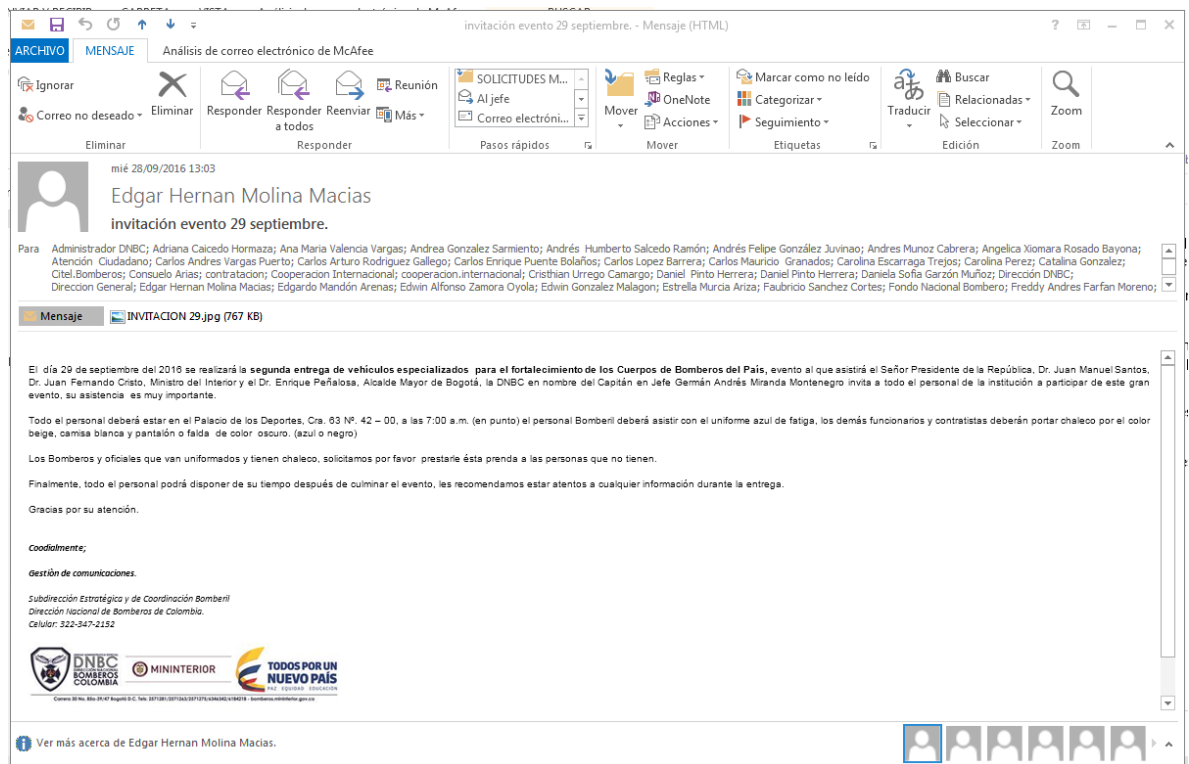 invitación evento 29 septiembre. - Mensaje (HTML)
ARCHIVO MENSAJE Análisis de correo electrónico de McAfee
Ignorar
Correo no deseado
Eliminar
Eliminar
Responder
Responder a todos
Reenviar
Reunión
Más
Responder
SOLICITUDES M...
Al jefe
Correo electróni...
Pasos rápidos
Mover
Reglas
OneNote
Acciones
Mover
Marcar como no leído
Categorizar
Seguimiento
Etiquetas
Traducir
Buscar
Relacionadas
Seleccionar
Edición
Zoom
Zoom
mié 28/09/2016 13:03
Edgar Hernan Molina Macias
invitación evento 29 septiembre.
Para Administrador DNBC; Adriana Caicedo Hormaza; Ana Maria Valencia Vargas; Andrea Gonzalez Sarmiento; Andrés Humberto Salcedo Ramón; Andrés Felipe González Juvinao; Andres Munoz Cabrera; Angelica Xiomara Rosado Bayona;
Atención Ciudadano; Carlos Andres Vargas Puerto; Carlos Arturo Rodriguez Gallego; Carlos Enrique Puente Bolaños; Carlos Lopez Barrera; Carlos Mauricio Granados; Carolina Escarraga Trejos; Carolina Perez; Catalina Gonzalez;
Citel.Bomberos; Consuelo Arias; contratacion; Cooperacion Internacional; cooperacion.internacional; Cristhian Urrego Camargo; Daniel Pinto Herrera; Daniel Pinto Herrera; Daniela Sofia Garzón Muñoz; Dirección DNBC;
Direccion General; Edgar Hernan Molina Macias; Edgardo Mandón Arenas; Edwin Alfonso Zamora Oyola; Edwin Gonzalez Malagon; Estrella Murcia Ariza; Faubricio Sanchez Cortes; Fondo Nacional Bombero; Freddy Andres Farfan Moreno;
Mensaje INVITACION 29.jpg (767 KB)
El día 29 de septiembre del 2016 se realizará la segunda entrega de vehículos especializados para el fortalecimiento de los Cuerpos de Bomberos del País, evento al que asistirá el Señor Presidente de la República, Dr. Juan Manuel Santos,
Dr. Juan Fernando Cristo, Ministro del Interior y el Dr. Enrique Peñalosa, Alcalde Mayor de Bogotá, la DNBC en nombre del Capitán en Jefe Germán Andrés Miranda Montenegro invita a todo el personal de la institución a participar de este gran
evento, su asistencia es muy importante.
Todo el personal deberá estar en el Palacio de los Deportes, Cra. 63 Nº. 42 – 00, a las 7:00 a.m. (en punto) el personal Bomberil deberá asistir con el uniforme azul de fatiga, los demás funcionarios y contratistas deberán portar chaleco por el color
beige, camisa blanca y pantalón o falda de color oscuro. (azul o negro)
Los Bomberos y oficiales que van uniformados y tienen chaleco, solicitamos por favor prestarle ésta prenda a las personas que no tienen.
Finalmente, todo el personal podrá disponer de su tiempo después de culminar el evento, les recomendamos estar atentos a cualquier información durante la entrega.
Gracias por su atención.
Coodialmente;
Gestiòn de comunicaciones.
Subdirección Estratégica y de Coordinación Bomberil
Dirección Nacional de Bomberos de Colombia.
Celular: 322-347-2152
DNBC
BOMBEROS
COLOMBIA
MININTERIOR
TODOS POR UN
NUEVO PAÍS
PAZ EQUIDAD EDUCACIÓN
Ver más acerca de Edgar Hernan Molina Macias.